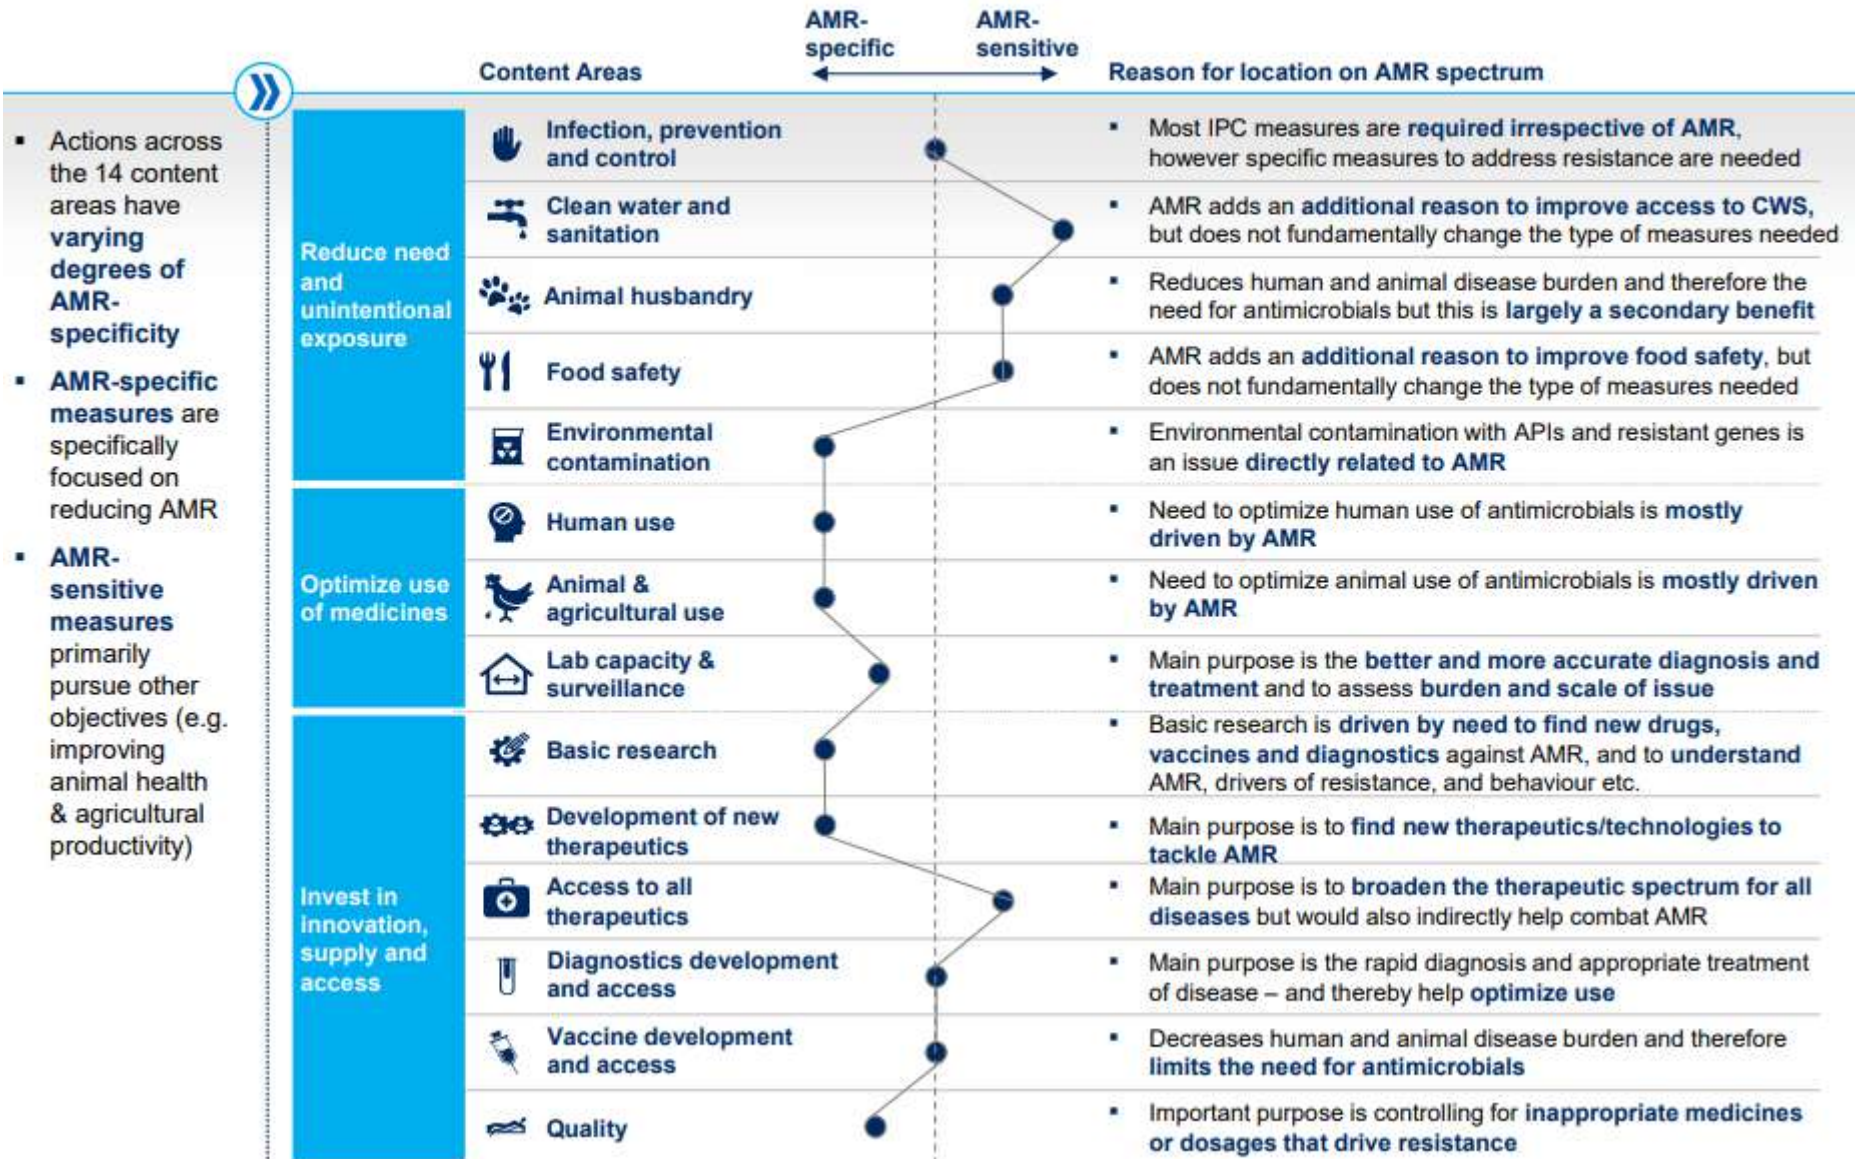 AMR-
specific
AMR-
sensitive
Content Areas
Reason for location on AMR spectrum
▪ Actions across
the 14 content
areas have
varying
degrees of
AMR-
specificity
▪ AMR-specific
measures are
specifically
focused on
reducing AMR
▪ AMR-
sensitive
measures
primarily
pursue other
objectives (e.g.
improving
animal health
& agricultural
productivity)
Reduce need
and
unintentional
exposure
Infection, prevention
and control
▪ Most IPC measures are required irrespective of AMR,
however specific measures to address resistance are needed
Clean water and
sanitation
▪ AMR adds an additional reason to improve access to CWS,
but does not fundamentally change the type of measures needed
Animal husbandry
▪ Reduces human and animal disease burden and therefore the
need for antimicrobials but this is largely a secondary benefit
Food safety
▪ AMR adds an additional reason to improve food safety, but
does not fundamentally change the type of measures needed
Environmental
contamination
▪ Environmental contamination with APIs and resistant genes is
an issue directly related to AMR
Optimize use
of medicines
Human use
▪ Need to optimize human use of antimicrobials is mostly
driven by AMR
Animal &
agricultural use
▪ Need to optimize animal use of antimicrobials is mostly driven
by AMR
Lab capacity &
surveillance
▪ Main purpose is the better and more accurate diagnosis and
treatment and to assess burden and scale of issue
Invest in
innovation,
supply and
access
Basic research
▪ Basic research is driven by need to find new drugs,
vaccines and diagnostics against AMR, and to understand
AMR, drivers of resistance, and behaviour etc.
Development of new
therapeutics
▪ Main purpose is to find new therapeutics/technologies to
tackle AMR
Access to all
therapeutics
▪ Main purpose is to broaden the therapeutic spectrum for all
diseases but would also indirectly help combat AMR
Diagnostics development
and access
▪ Main purpose is the rapid diagnosis and appropriate treatment
of disease – and thereby help optimize use
Vaccine development
and access
▪ Decreases human and animal disease burden and therefore
limits the need for antimicrobials
Quality
▪ Important purpose is controlling for inappropriate medicines
or dosages that drive resistance